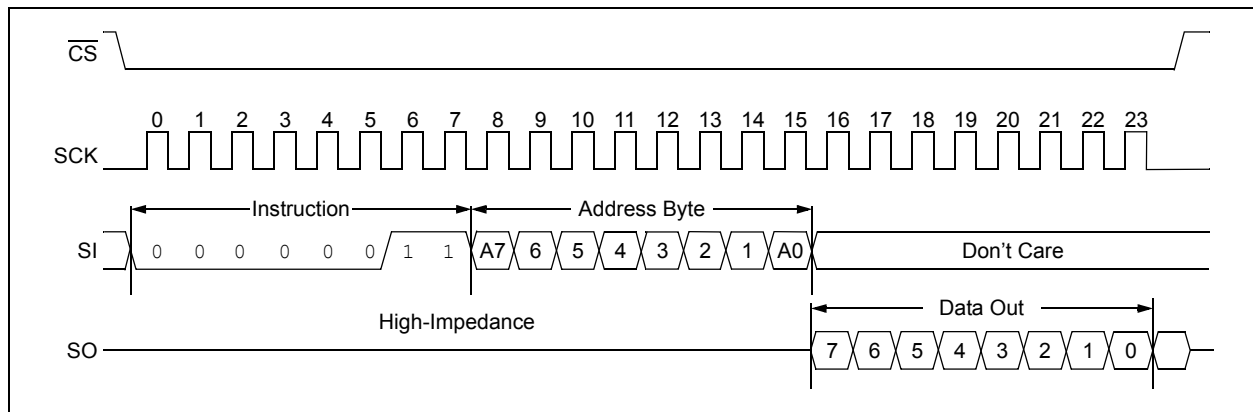 CS
0 1 2 3 4 5 6 7 8 9 10 11 12 13 14 15 16 17 18 19 20 21 22 23
SCK
Instruction Address Byte
SI 0 0 0 0 0 0 1 1 A7 6 5 4 3 2 1 A0 Don't Care
High-Impedance Data Out
SO 7 6 5 4 3 2 1 0